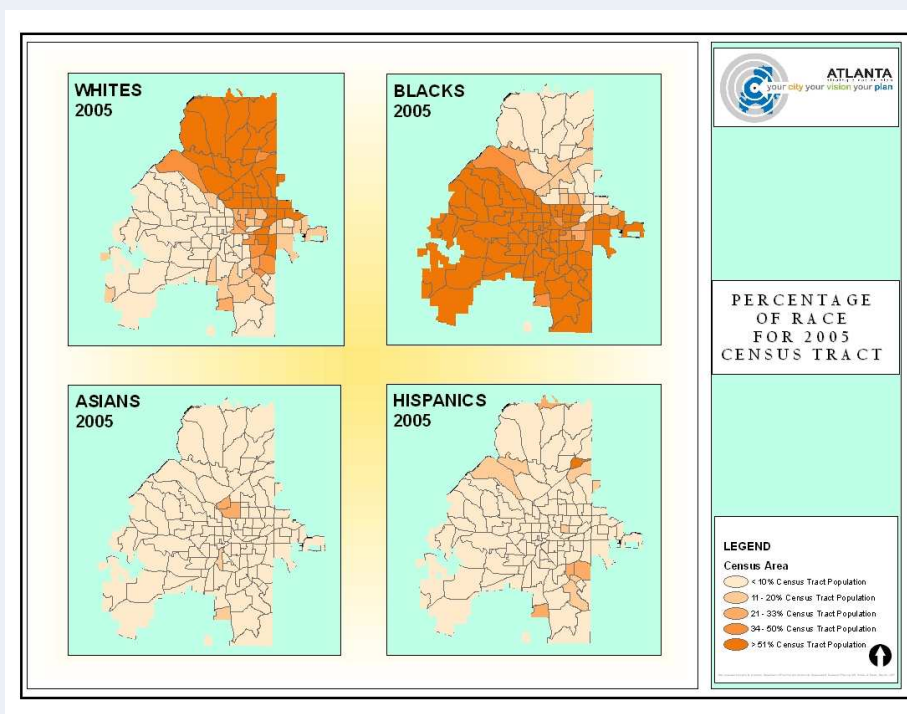 WHITES
2005
BLACKS
2005
ASIANS
2005
HISPANICS
2005
ATLANTA
your city your vision your plan
PERCENTAGE
OF RACE
FOR 2005
CENSUS TRACT
LEGEND
Census Area
< 10% Census Tract Population
11 - 20% Census Tract Population
21 - 33% Census Tract Population
34 - 50% Census Tract Population
> 51% Census Tract Population